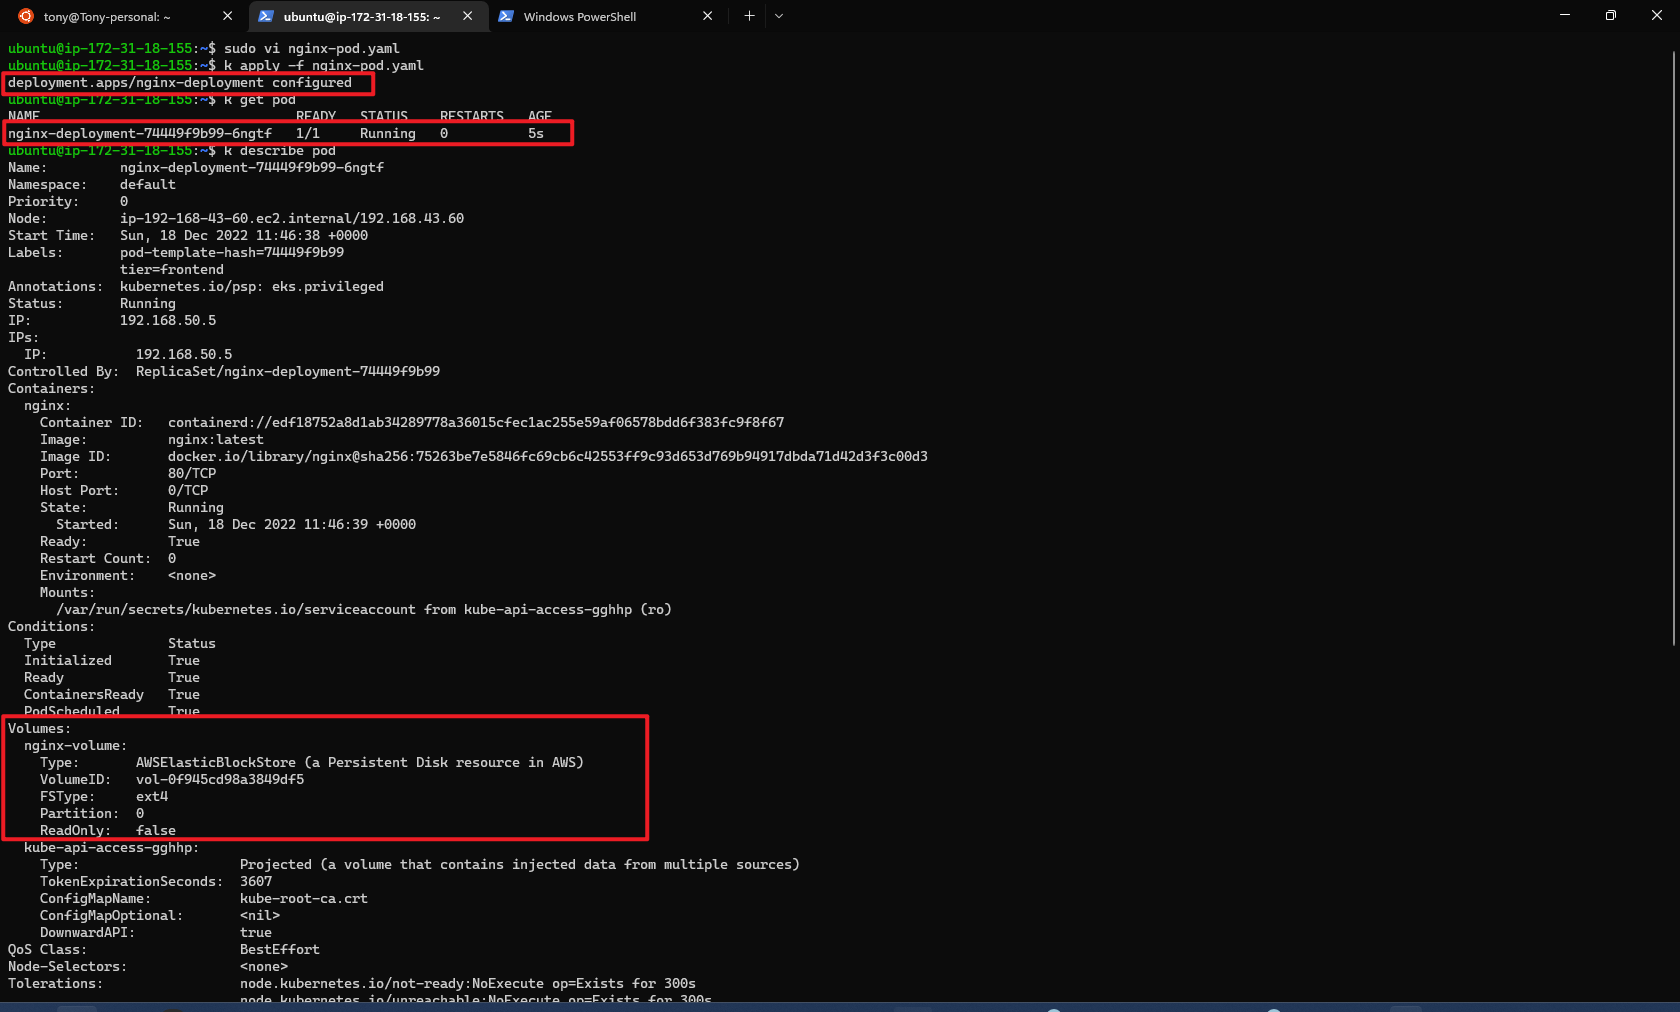 tony@Tony-personal: ~
ubuntu@ip-172-31-18-155: ~
Windows PowerShell
ubuntu@ip-172-31-18-155:~$ sudo vi nginx-pod.yaml
ubuntu@ip-172-31-18-155:~$ k apply -f nginx-pod.yaml
deployment.apps/nginx-deployment configured
ubuntu@ip-172-31-18-155:~$ k get pod
NAME READY STATUS RESTARTS AGE
nginx-deployment-74449f9b99-6ngtf 1/1 Running 0 5s
ubuntu@ip-172-31-18-155:~$ k describe pod
Name: nginx-deployment-74449f9b99-6ngtf
Namespace: default
Priority: 0
Node: ip-192-168-43-60.ec2.internal/192.168.43.60
Start Time: Sun, 18 Dec 2022 11:46:38 +0000
Labels: pod-template-hash=74449f9b99
tier=frontend
Annotations: kubernetes.io/psp: eks.privileged
Status: Running
IP: 192.168.50.5
IPs:
IP: 192.168.50.5
Controlled By: ReplicaSet/nginx-deployment-74449f9b99
Containers:
nginx:
Container ID: containerd://edf18752a8d1ab34289778a36015cfec1ac255e59af06578bdd6f383fc9f8f67
Image: nginx:latest
Image ID: docker.io/library/nginx@sha256:75263be7e5846fc69cb6c42553ff9c93d653d769b94917dbda71d42d3f3c00d3
Port: 80/TCP
Host Port: 0/TCP
State: Running
Started: Sun, 18 Dec 2022 11:46:39 +0000
Ready: True
Restart Count: 0
Environment: <none>
Mounts:
/var/run/secrets/kubernetes.io/serviceaccount from kube-api-access-gghhp (ro)
Conditions:
Type Status
Initialized True
Ready True
ContainersReady True
PodScheduled True
Volumes:
nginx-volume:
Type: AWSElasticBlockStore (a Persistent Disk resource in AWS)
VolumeID: vol-0f945cd98a3849df5
FSType: ext4
Partition: 0
ReadOnly: false
kube-api-access-gghhp:
Type: Projected (a volume that contains injected data from multiple sources)
TokenExpirationSeconds: 3607
ConfigMapName: kube-root-ca.crt
ConfigMapOptional: <nil>
DownwardAPI: true
QoS Class: BestEffort
Node-Selectors: <none>
Tolerations: node.kubernetes.io/not-ready:NoExecute op=Exists for 300s
node.kubernetes.io/unreachable:NoExecute op=Exists for 300s